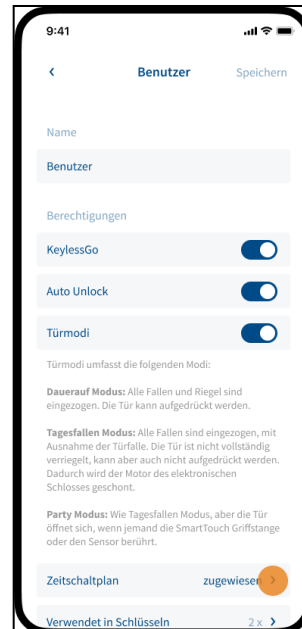 9:41
Benutzer Speichern
Name
Benutzer
Berechtigungen
KeylessGo
Auto Unlock
Türmodi
Türmodi umfasst die folgenden Modi:
Dauerauf Modus: Alle Fallen und Riegel sind
eingezogen. Die Tür kann aufgedrückt werden.
Tagesfallen Modus: Alle Fallen sind eingezogen, mit
Ausnahme der Türfalle. Die Tür ist nicht vollständig
verriegelt, kann aber auch nicht aufgedrückt werden.
Dadurch wird der Motor des elektronischen
Schlosses geschont.
Party Modus: Wie Tagesfallen Modus, aber die Tür
öffnet sich, wenn jemand die SmartTouch Griffstange
oder den Sensor berührt.
Zeitschaltplan zugewiesen
Verwendet in Schlüsseln 2 x